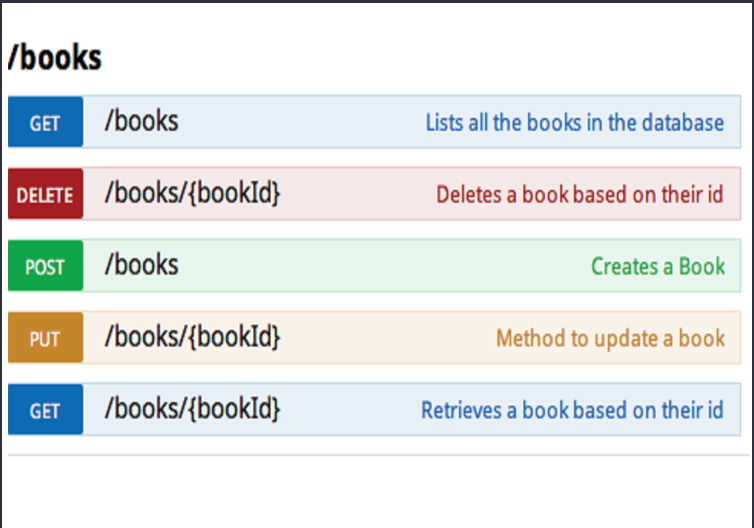 /books
GET /books Lists all the books in the database
DELETE /books/{bookId} Deletes a book based on their id
POST /books Creates a Book
PUT /books/{bookId} Method to update a book
GET /books/{bookId} Retrieves a book based on their id